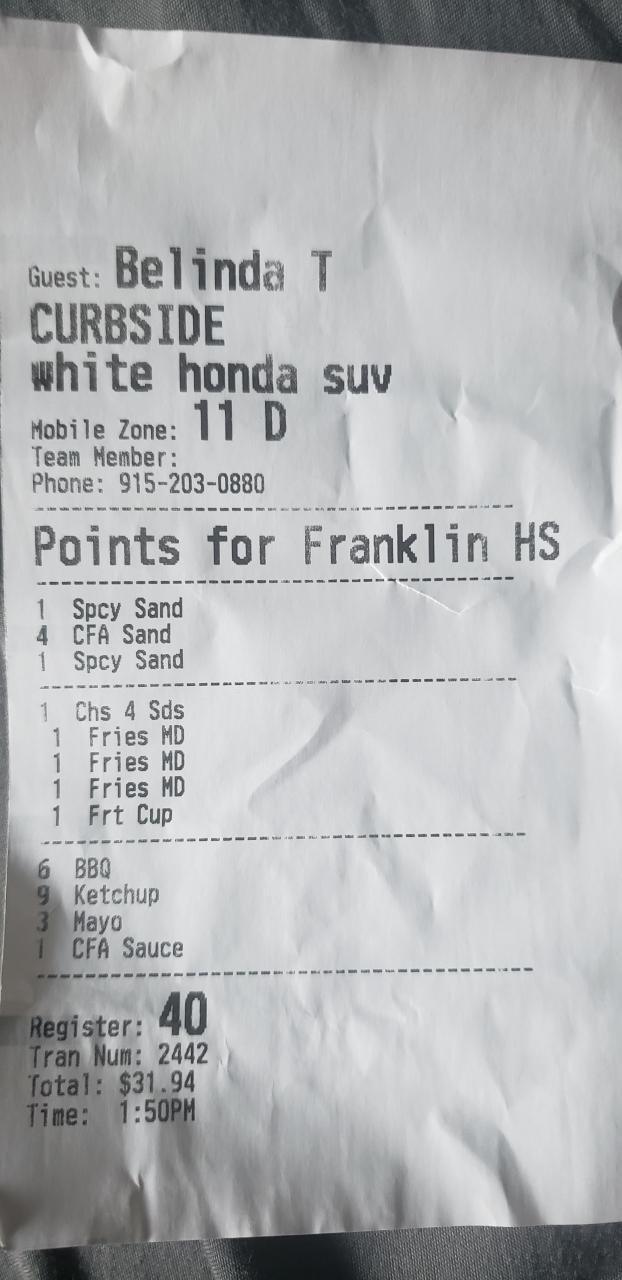 Guest: Belinda T
CURBSIDE
white honda suv
Mobile Zone: 11 D
Team Member:
Phone: 915-203-0880
Points for Franklin HS
1 Spcy Sand
4 CFA Sand
1 Spcy Sand
1 Chs 4 Sds
1 Fries MD
1 Fries MD
1 Fries MD
1 Frt Cup
6 BBQ
9 Ketchup
3 Mayo
1 CFA Sauce
Register: 40
Tran Num: 2442
Total: $31.94
Time: 1:50PM